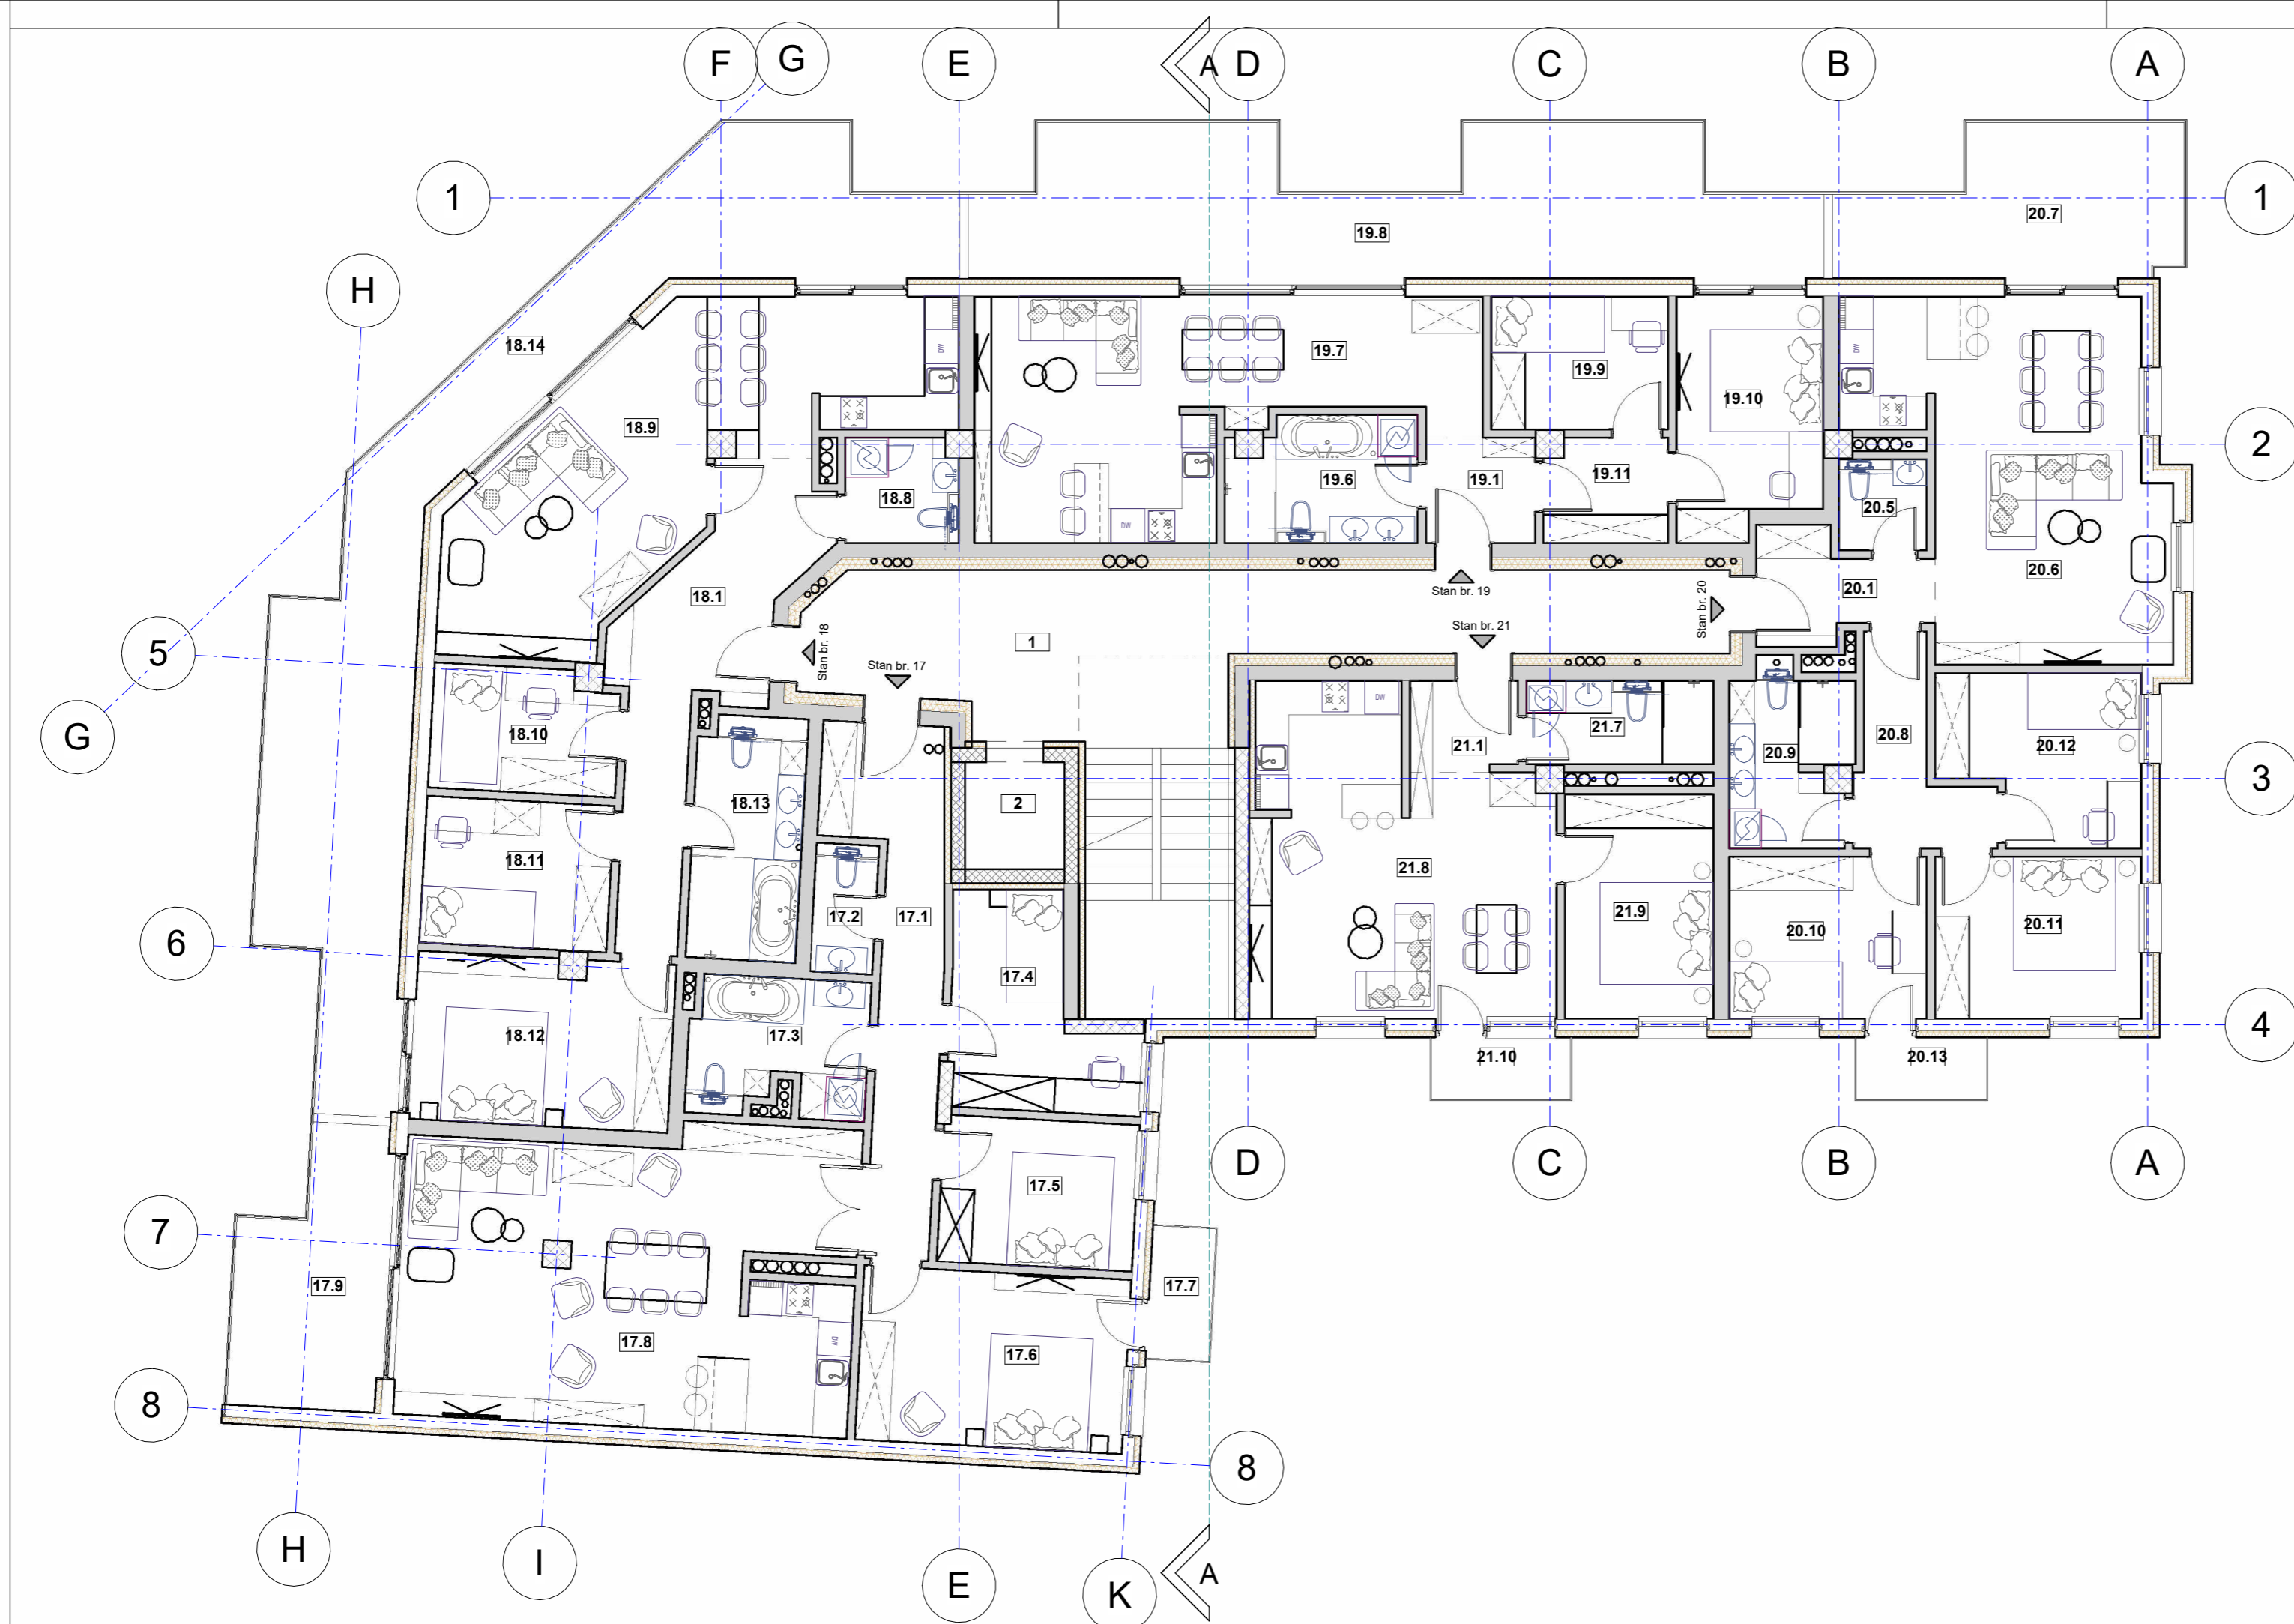 F
G
E
A
D
C
B
A
1
1
20.7
19.8
H
18.14
DW
19.7
19.9
19.10
DW
18.9
2
18.8
19.6
19.1
19.11
20.5
DW
18.1
Stan br. 19
20.1
20.6
Stan br. 20
Stan br. 21
1
Stan br. 18
Stan br. 17
5
G
18.10
DW
21.1
21.7
20.8
20.9
20.12
3
18.13
2
18.11
21.8
17.2
17.1
21.9
20.10
20.11
6
17.4
18.12
17.3
4
21.10
20.13
D
C
B
A
17.5
7
17.9
17.7
17.8
DW
17.6
8
8
H
I
E
K
A